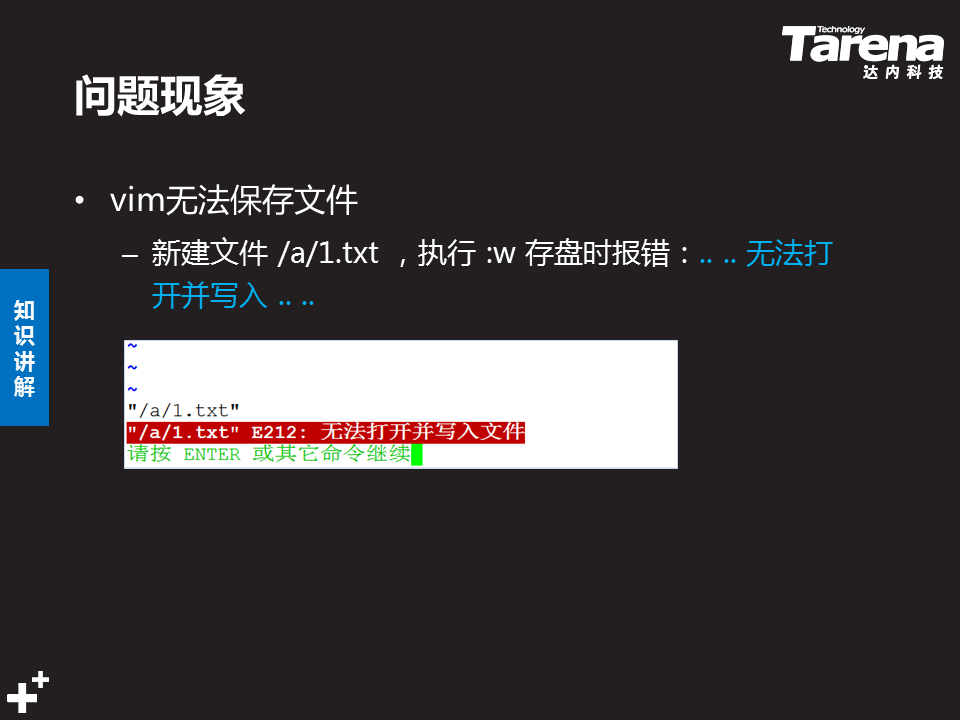 Technology
Tarena
达内科技
问题现象
• vim无法保存文件
– 新建文件 /a/1.txt ，执行 :w 存盘时报错：.. .. 无法打
开并写入 .. ..
知
识
讲
解
~
~
~
"/a/1.txt"
"/a/1.txt" E212: 无法打开并写入文件
请按 ENTER 或其它命令继续